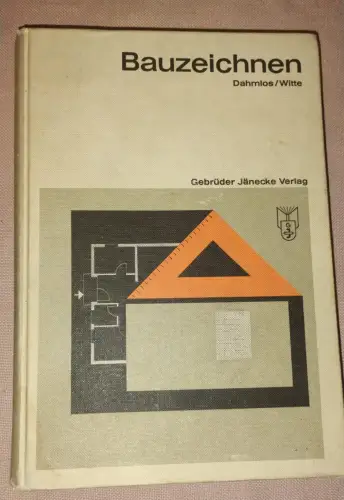 Bauzeichnen
Dahmlos/Witte
Gebrüder Jänecke Verlag